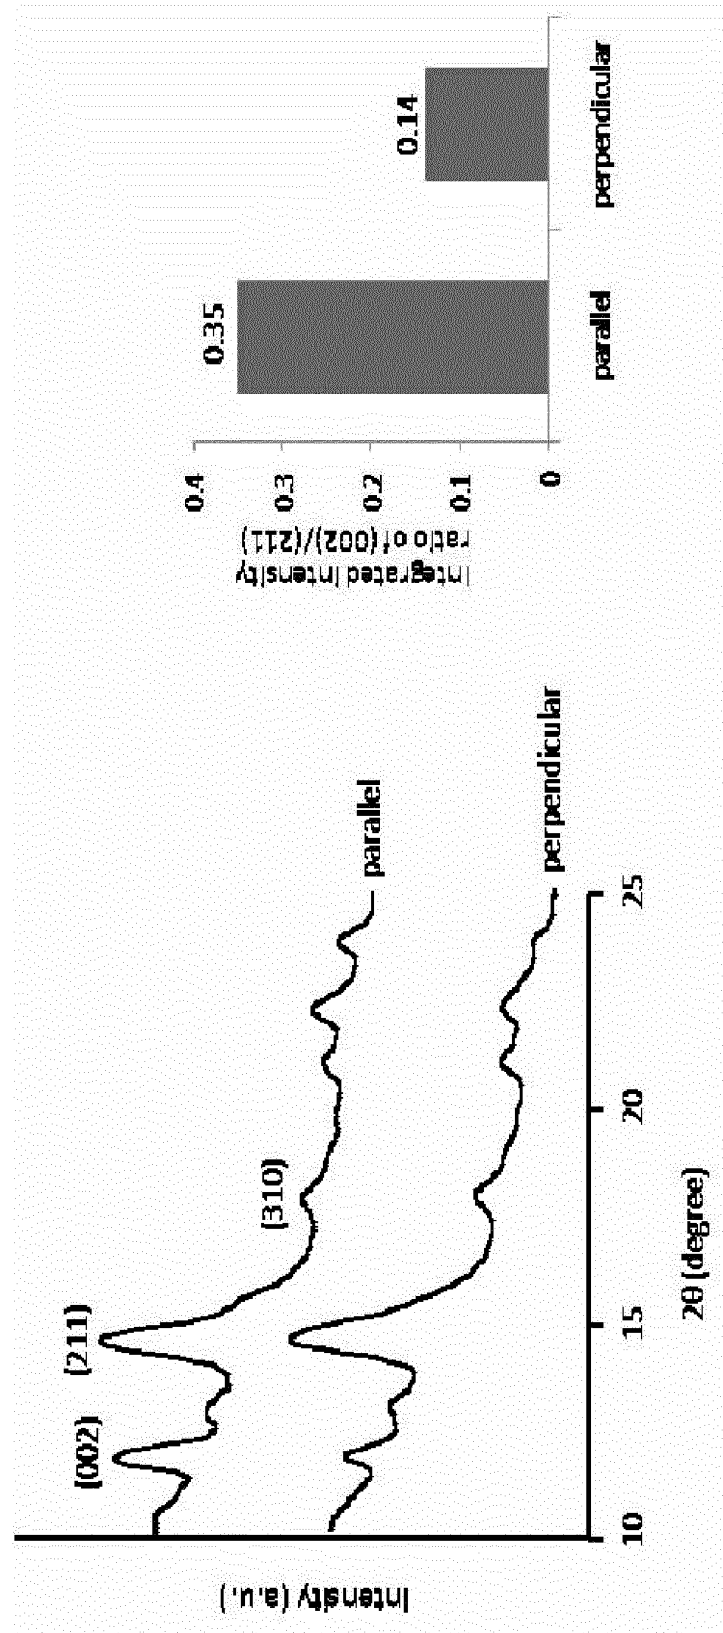 Intensity (a.u.)
(002)
(211)
(310)
parallel
perpendicular
10
15
20
25
2θ (degree)
Integrated intensity
ratio of (002)/(211)
0.4
0.3
0.2
0.1
0
0.35
0.14
parallel
perpendicular